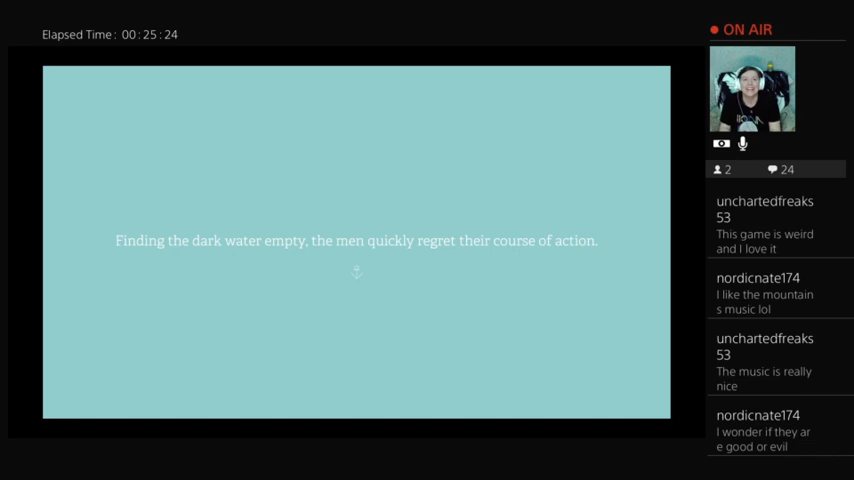 Elapsed Time: 00:25:24
ON AIR
2 24
Finding the dark water empty, the men quickly regret their course of action.
unchartedfreaks
53
This game is weird
and I love it
nordicnate174
I like the mountain
s music lol
unchartedfreaks
53
The music is really
nice
nordicnate174
I wonder if they ar
e good or evil